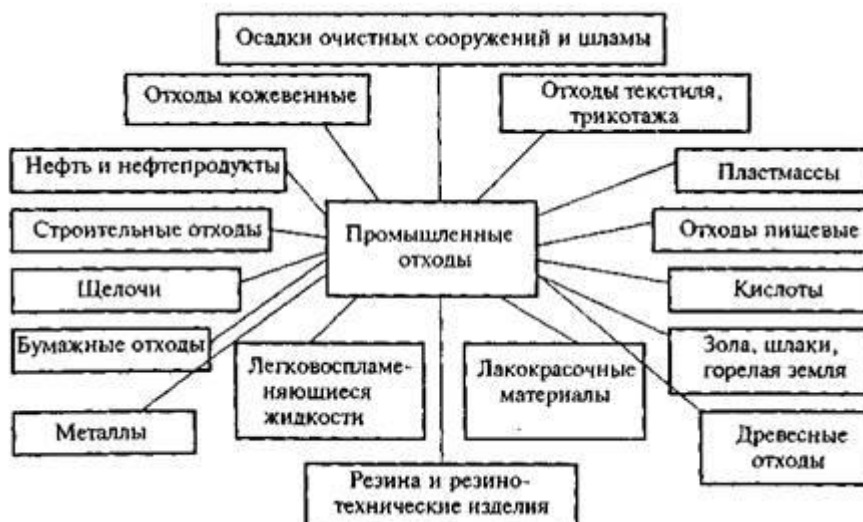 Осадки очистных сооружений и шламы
Отходы кожевенные
Отходы текстиля,
трикотажа
Нефть и нефтепродукты
Пластмассы
Строительные отходы
Промышленные
отходы
Отходы пищевые
Щелочи
Кислоты
Бумажные отходы
Легковоспламе-
няющиеся
жидкости
Лакокрасочные
материалы
Зола, шлаки,
горелая земля
Металлы
Древесные
отходы
Резина и резино-
технические изделия